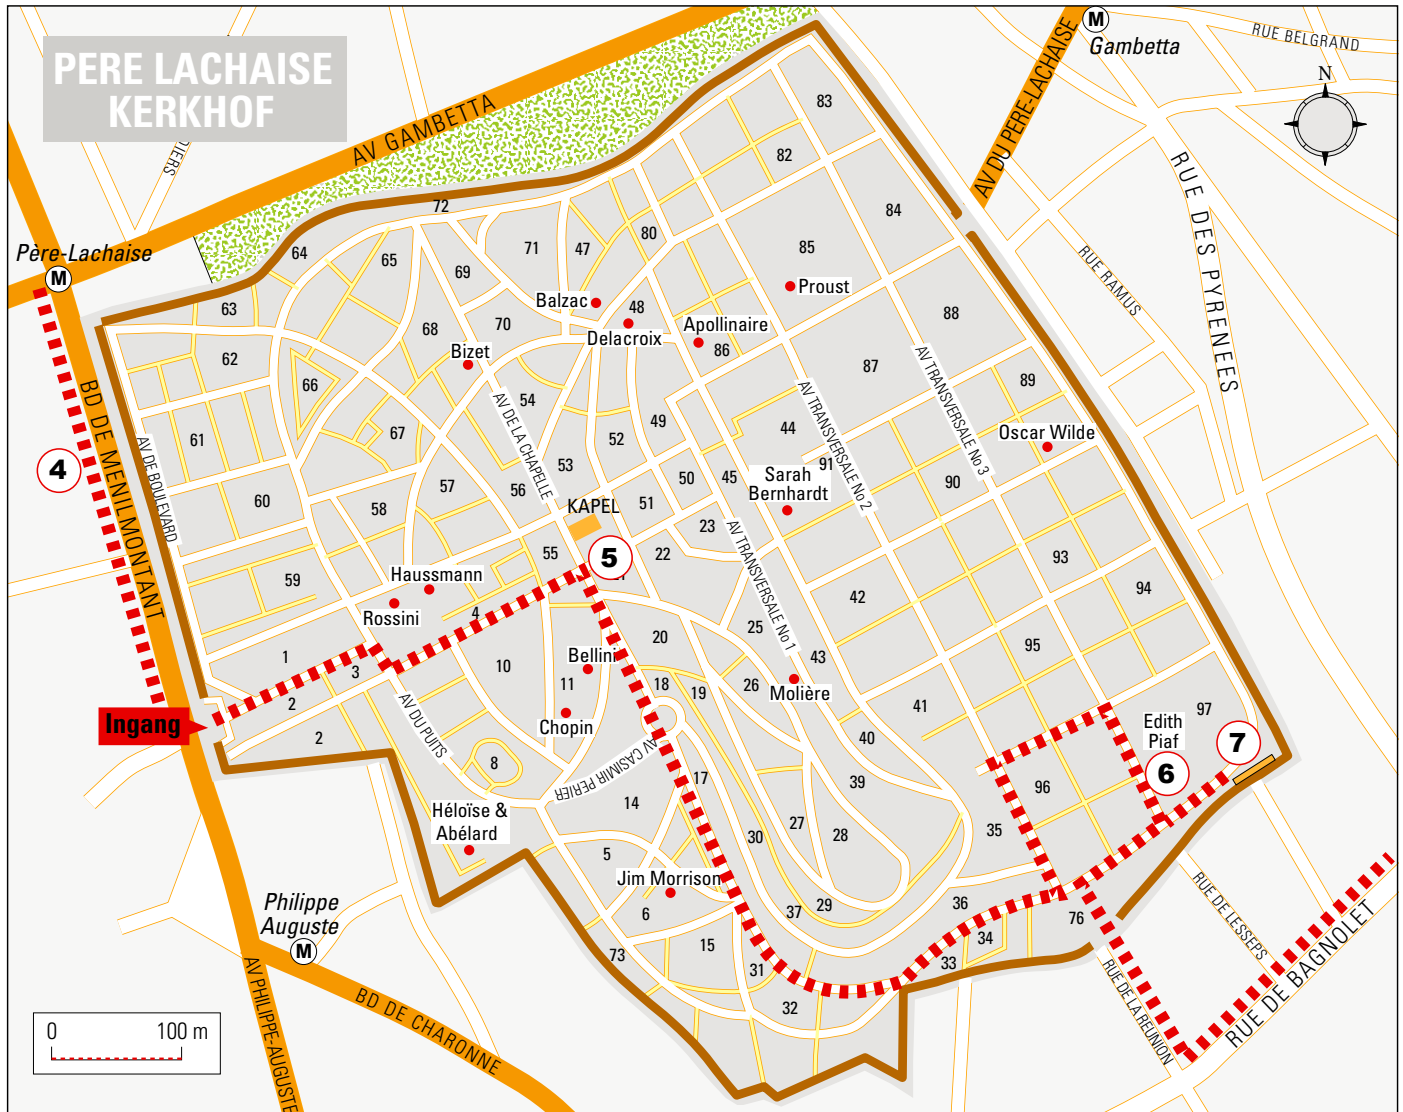 PERE LACHAISE
KERKHOF
AV GAMBETTA
M
Gambetta
RUE BELGRAND
N
AV DU PERE-LACHAISE
RUE DES PYRENEES
RUE RAMUS
Père-Lachaise
M
BD DE MENILMONTANT
AV DE BOULEVARD
4
83
82
72
84
64
65
71
47
80
85
69
Proust
Balzac
48
63
68
70
Delacroix
Apollinaire
88
86
62
Bizet
87
AV TRANSVERSALE No 3
89
66
AV TRANSVERSALE No 2
54
AV DE LA CHAPELLE
49
44
Oscar Wilde
61
67
52
53
91
Sarah
Bernhardt
50
45
90
57
56
60
58
KAPEL
51
23
AV TRANSVERSALE No 1
55
5
22
93
59
Haussmann
94
42
Rossini
4
25
20
43
95
1
3
10
Bellini
11
18
19
26
Molière
2
AV DU PUITS
Chopin
41
97
Ingang
2
40
Edith
Piaf
7
8
AV CASIMIR PERIER
17
39
96
6
14
Héloïse &
Abélard
27
28
30
35
5
Jim Morrison
37
29
36
6
76
RUE DE LESSEPS
Philippe
Auguste
M
15
34
73
31
33
RUE DE BAGNOLET
32
RUE DE LA REUNION
AV PHILIPPE-AUGUSTE
BD DE CHARONNE
0 100 m